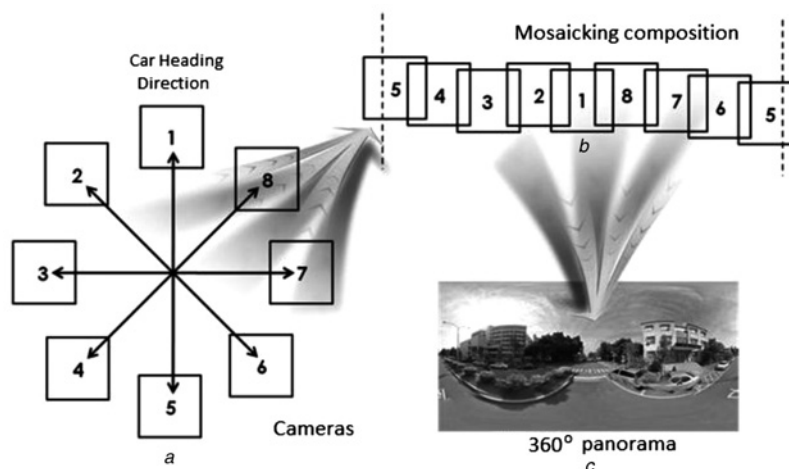 Car Heading
Direction
1
2
8
3
7
4
6
5
Cameras
a
Mosaicking composition
5 4 3 2 1 8 7 6 5
b
360° panorama
c